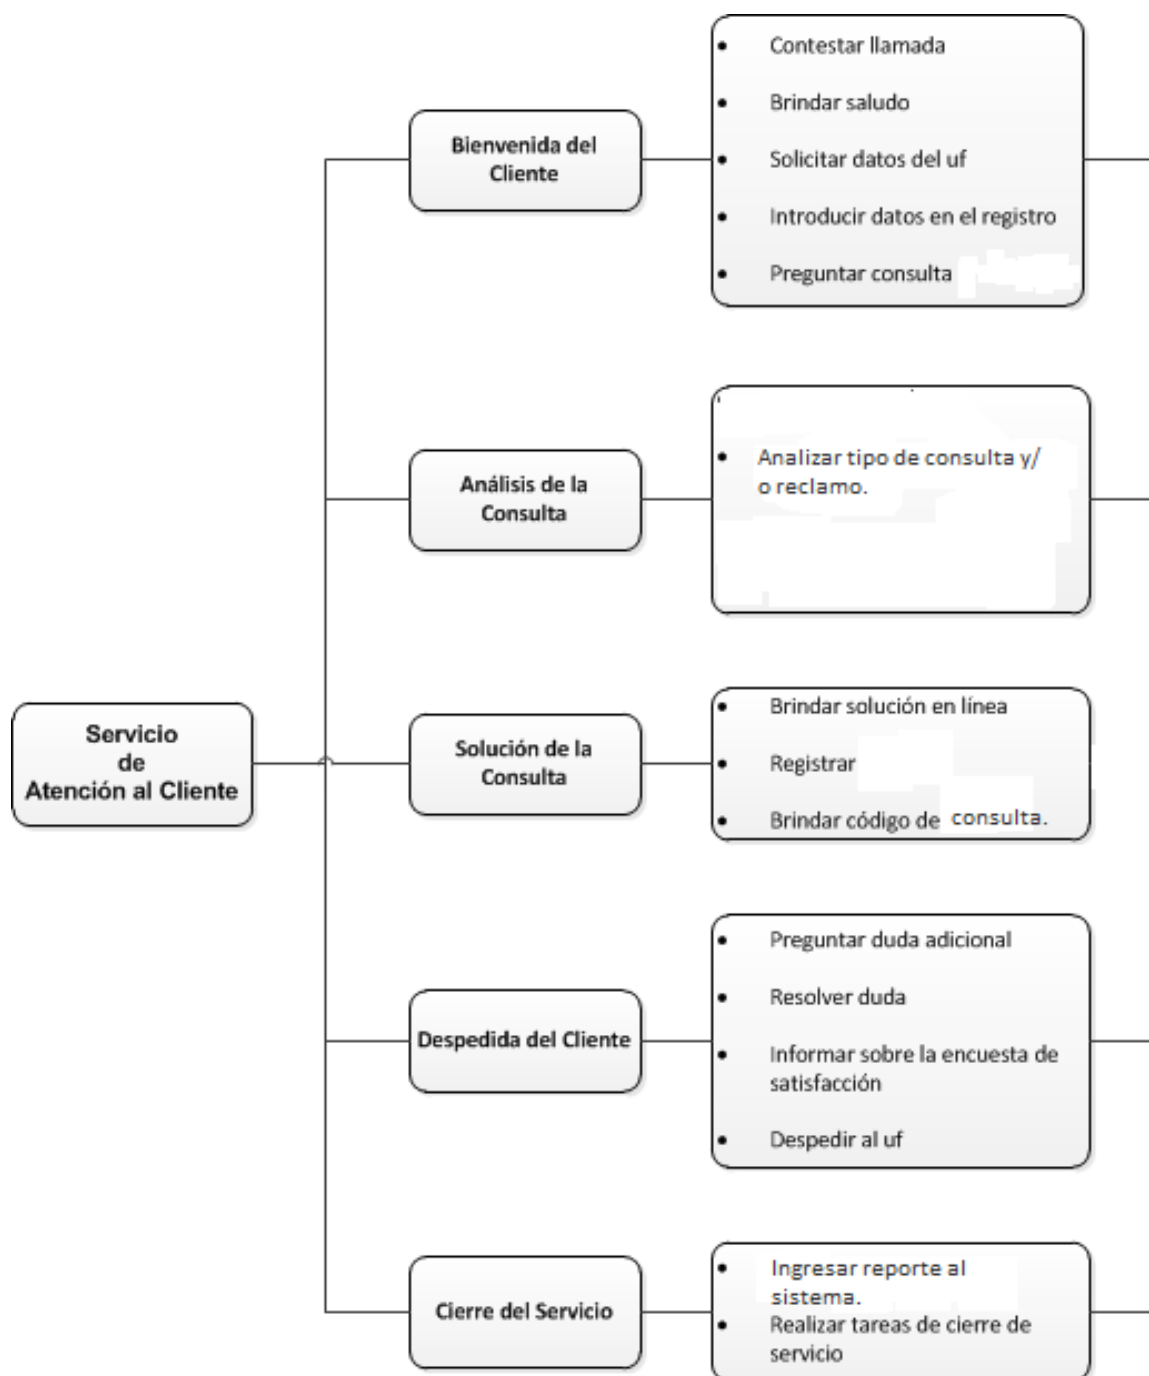 Servicio
de
Atención al Cliente
Bienvenida del
Cliente
• Contestar llamada
• Brindar saludo
• Solicitar datos del uf
• Introducir datos en el registro
• Preguntar consulta
Análisis de la
Consulta
• Analizar tipo de consulta y/
o reclamo.
Solución de la
Consulta
• Brindar solución en línea
• Registrar
• Brindar código de consulta.
Despedida del Cliente
• Preguntar duda adicional
• Resolver duda
• Informar sobre la encuesta de
satisfacción
• Despedir al uf
Cierre del Servicio
• Ingresar reporte al
sistema.
• Realizar tareas de cierre de
servicio